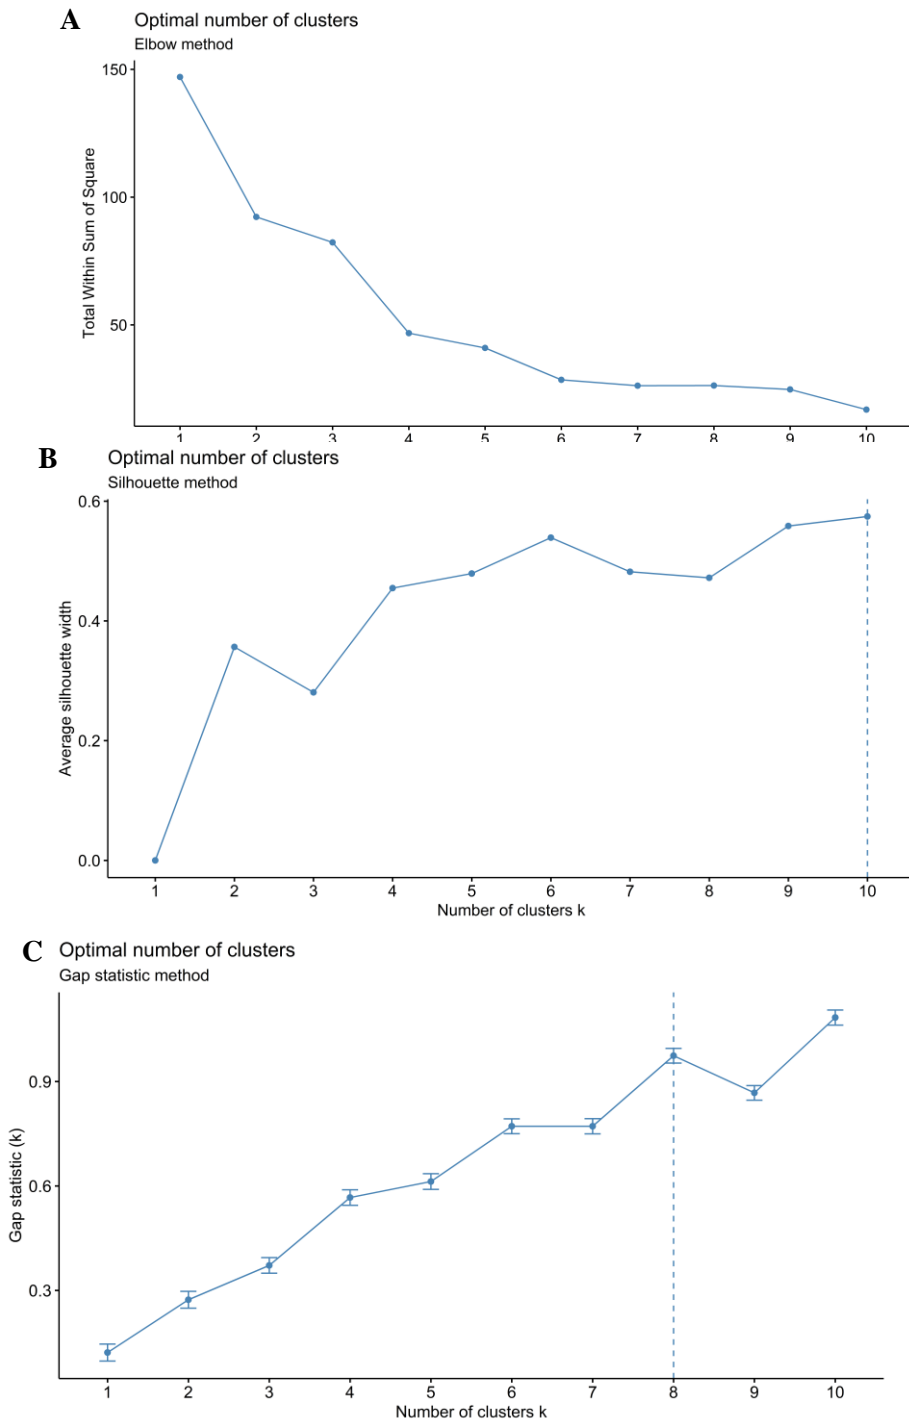 A
Optimal number of clusters
Elbow method
Total Within Sum of Square
150
100
50
1 2 3 4 5 6 7 8 9 10
B
Optimal number of clusters
Silhouette method
Average silhouette width
0.6
0.4
0.2
0.0
1 2 3 4 5 6 7 8 9 10
Number of clusters k
C
Optimal number of clusters
Gap statistic method
Gap statistic (k)
0.9
0.6
0.3
1 2 3 4 5 6 7 8 9 10
Number of clusters k